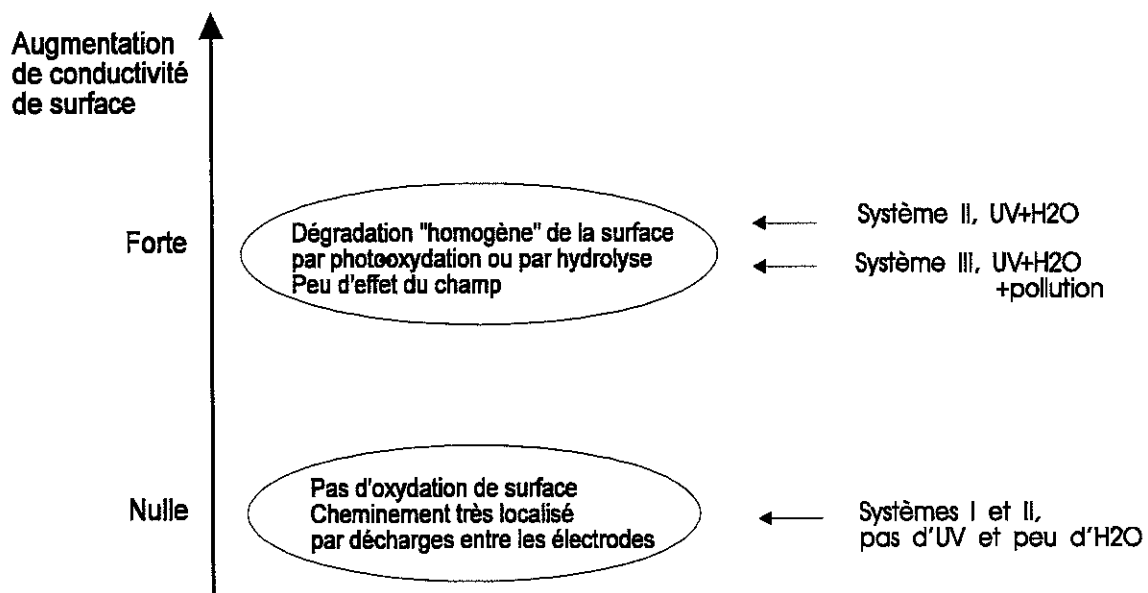 Augmentation
de conductivité
de surface
Forte
Dégradation "homogène" de la surface
par photooxydation ou par hydrolyse
Peu d'effet du champ
Système II, UV+H2O
Système III, UV+H2O
+pollution
Nulle
Pas d'oxydation de surface
Cheminement très localisé
par décharges entre les électrodes
Systèmes I et II,
pas d'UV et peu d'H2O